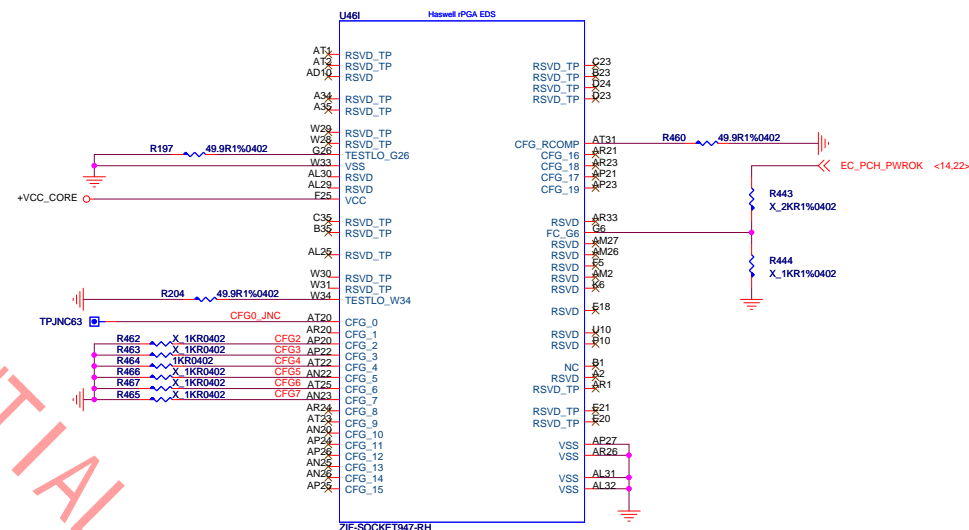 U46I
Haswell rPGA EDS
AT1 RSVD_TP
AT2 RSVD_TP
AD10 RSVD
A34 RSVD_TP
A35 RSVD_TP
W29 RSVD_TP
W28 RSVD_TP
R197 49.9R1%0402 G26 TESTLO_G26
W33 VSS
AL30 RSVD
AL29 RSVD
+VCC_CORE F25 VCC
C35 RSVD_TP
B35 RSVD_TP
AL25 RSVD_TP
W30 RSVD_TP
W31 RSVD_TP
R204 49.9R1%0402 W34 TESTLO_W34
TPJNC63 CFG0_JNC AT20 CFG_0
AR20 CFG_1
R462 X_1KR0402 CFG2 AP20 CFG_2
R463 X_1KR0402 CFG3 AP22 CFG_3
R464 1KR0402 CFG4 AT22 CFG_4
R466 X_1KR0402 CFG5 AN22 CFG_5
R467 X_1KR0402 CFG6 AT25 CFG_6
R465 X_1KR0402 CFG7 AN23 CFG_7
AR24 CFG_8
AT23 CFG_9
AN20 CFG_10
AP24 CFG_11
AP26 CFG_12
AN25 CFG_13
AN26 CFG_14
AP25 CFG_15
RSVD_TP C23
RSVD_TP B23
RSVD_TP D24
RSVD_TP D23
CFG_RCOMP AT31 R460 49.9R1%0402
CFG_16 AR21
CFG_18 AR23
CFG_17 AP21
CFG_19 AP23
EC_PCH_PWROK <14,22>
R443
X_2KR1%0402
RSVD AR33
FC_G6 G6
RSVD AM27
RSVD AM26
RSVD F5
RSVD AM2
RSVD K6
R444
X_1KR1%0402
RSVD E18
RSVD U10
RSVD P10
NC B1
RSVD A2
RSVD_TP AR1
RSVD_TP E21
RSVD_TP E20
VSS AP27
VSS AR26
VSS AL31
VSS AL32
ZIF-SOCKET947-RH
TIAL